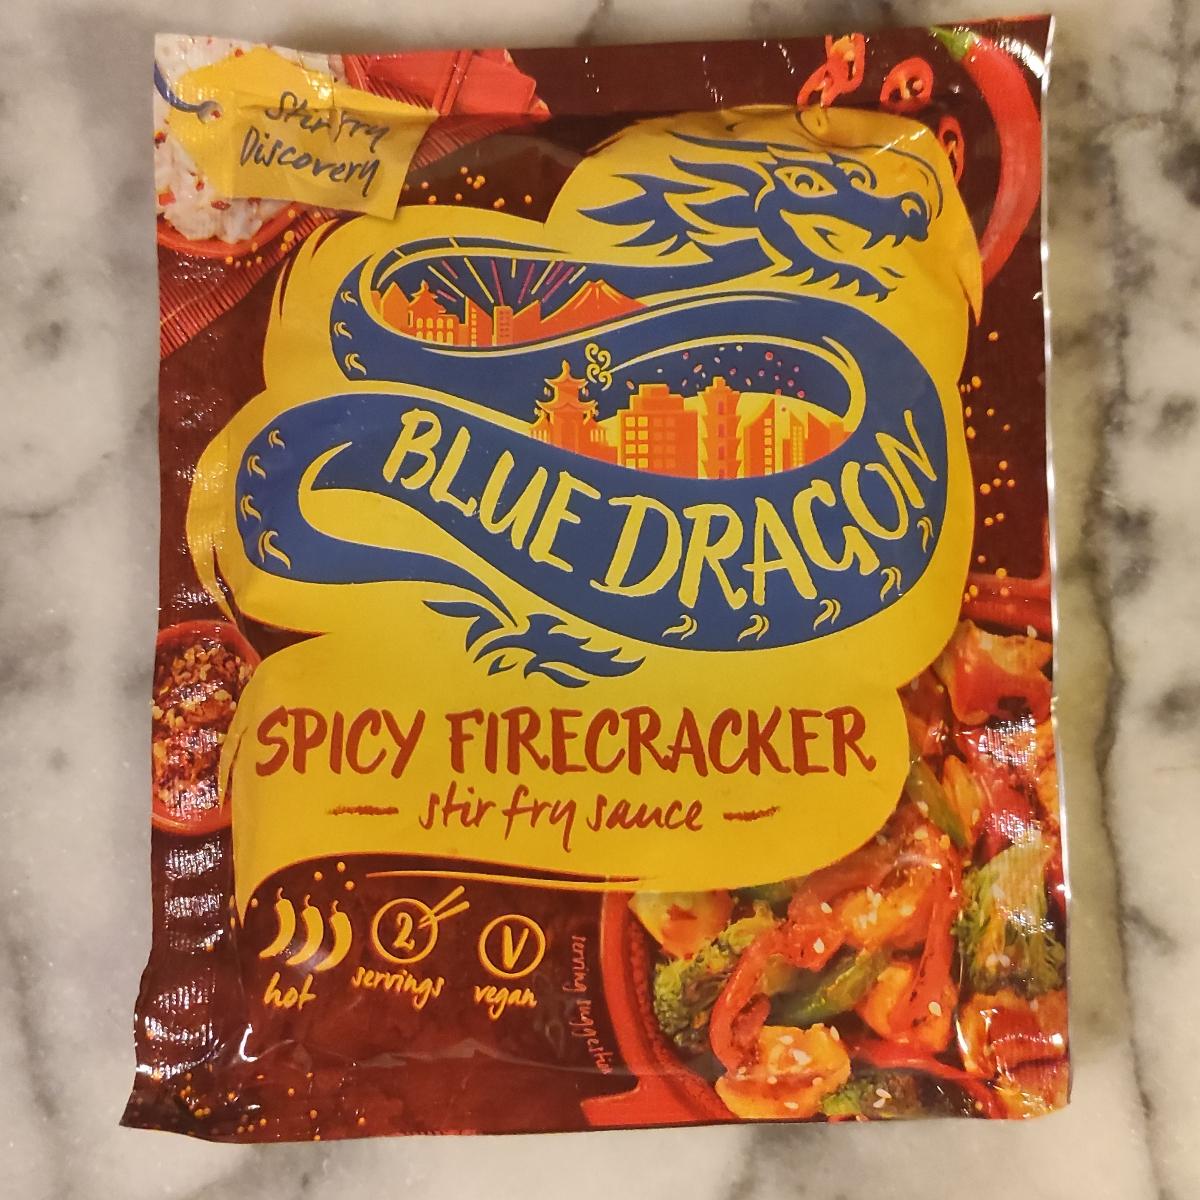 Stir Fry
Discovery
BLUE DRAGON
SPICY FIRECRACKER
stir fry sauce
2
V
hot
servings
vegan
serving suggestion